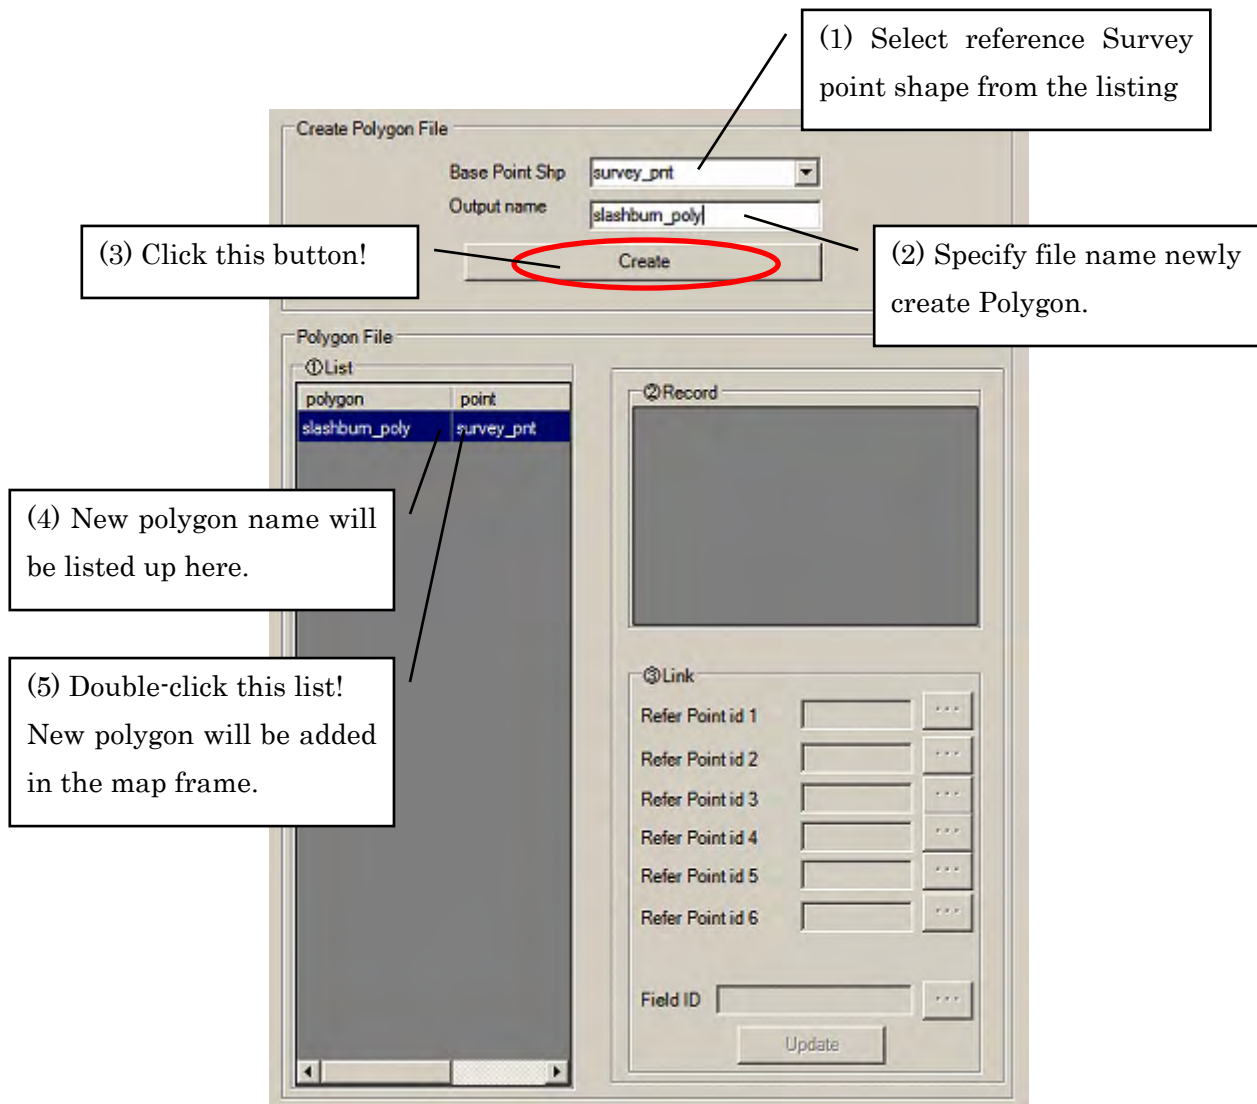 (1) Select reference Survey
point shape from the listing
Create Polygon File
Base Point Shp survey_pnt
Output name slashburn_poly
(3) Click this button!
Create
(2) Specify file name newly
create Polygon.
Polygon File
①List
polygon point
slashburn_poly survey_pnt
②Record
(4) New polygon name will
be listed up here.
(5) Double-click this list!
New polygon will be added
in the map frame.
③Link
Refer Point id 1 ...
Refer Point id 2 ...
Refer Point id 3 ...
Refer Point id 4 ...
Refer Point id 5 ...
Refer Point id 6 ...
Field ID ...
Update